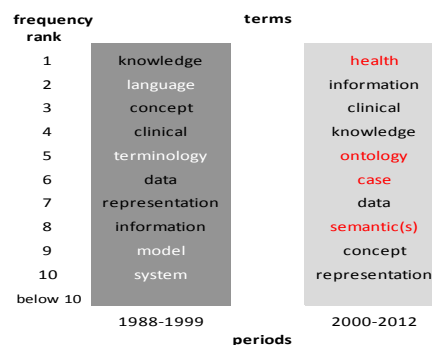 frequency rank terms
1 knowledge health
2 language information
3 concept clinical
4 clinical knowledge
5 terminology ontology
6 data case
7 representation data
8 information semantic(s)
9 model concept
10 system representation
below 10
1988-1999 2000-2012
periods